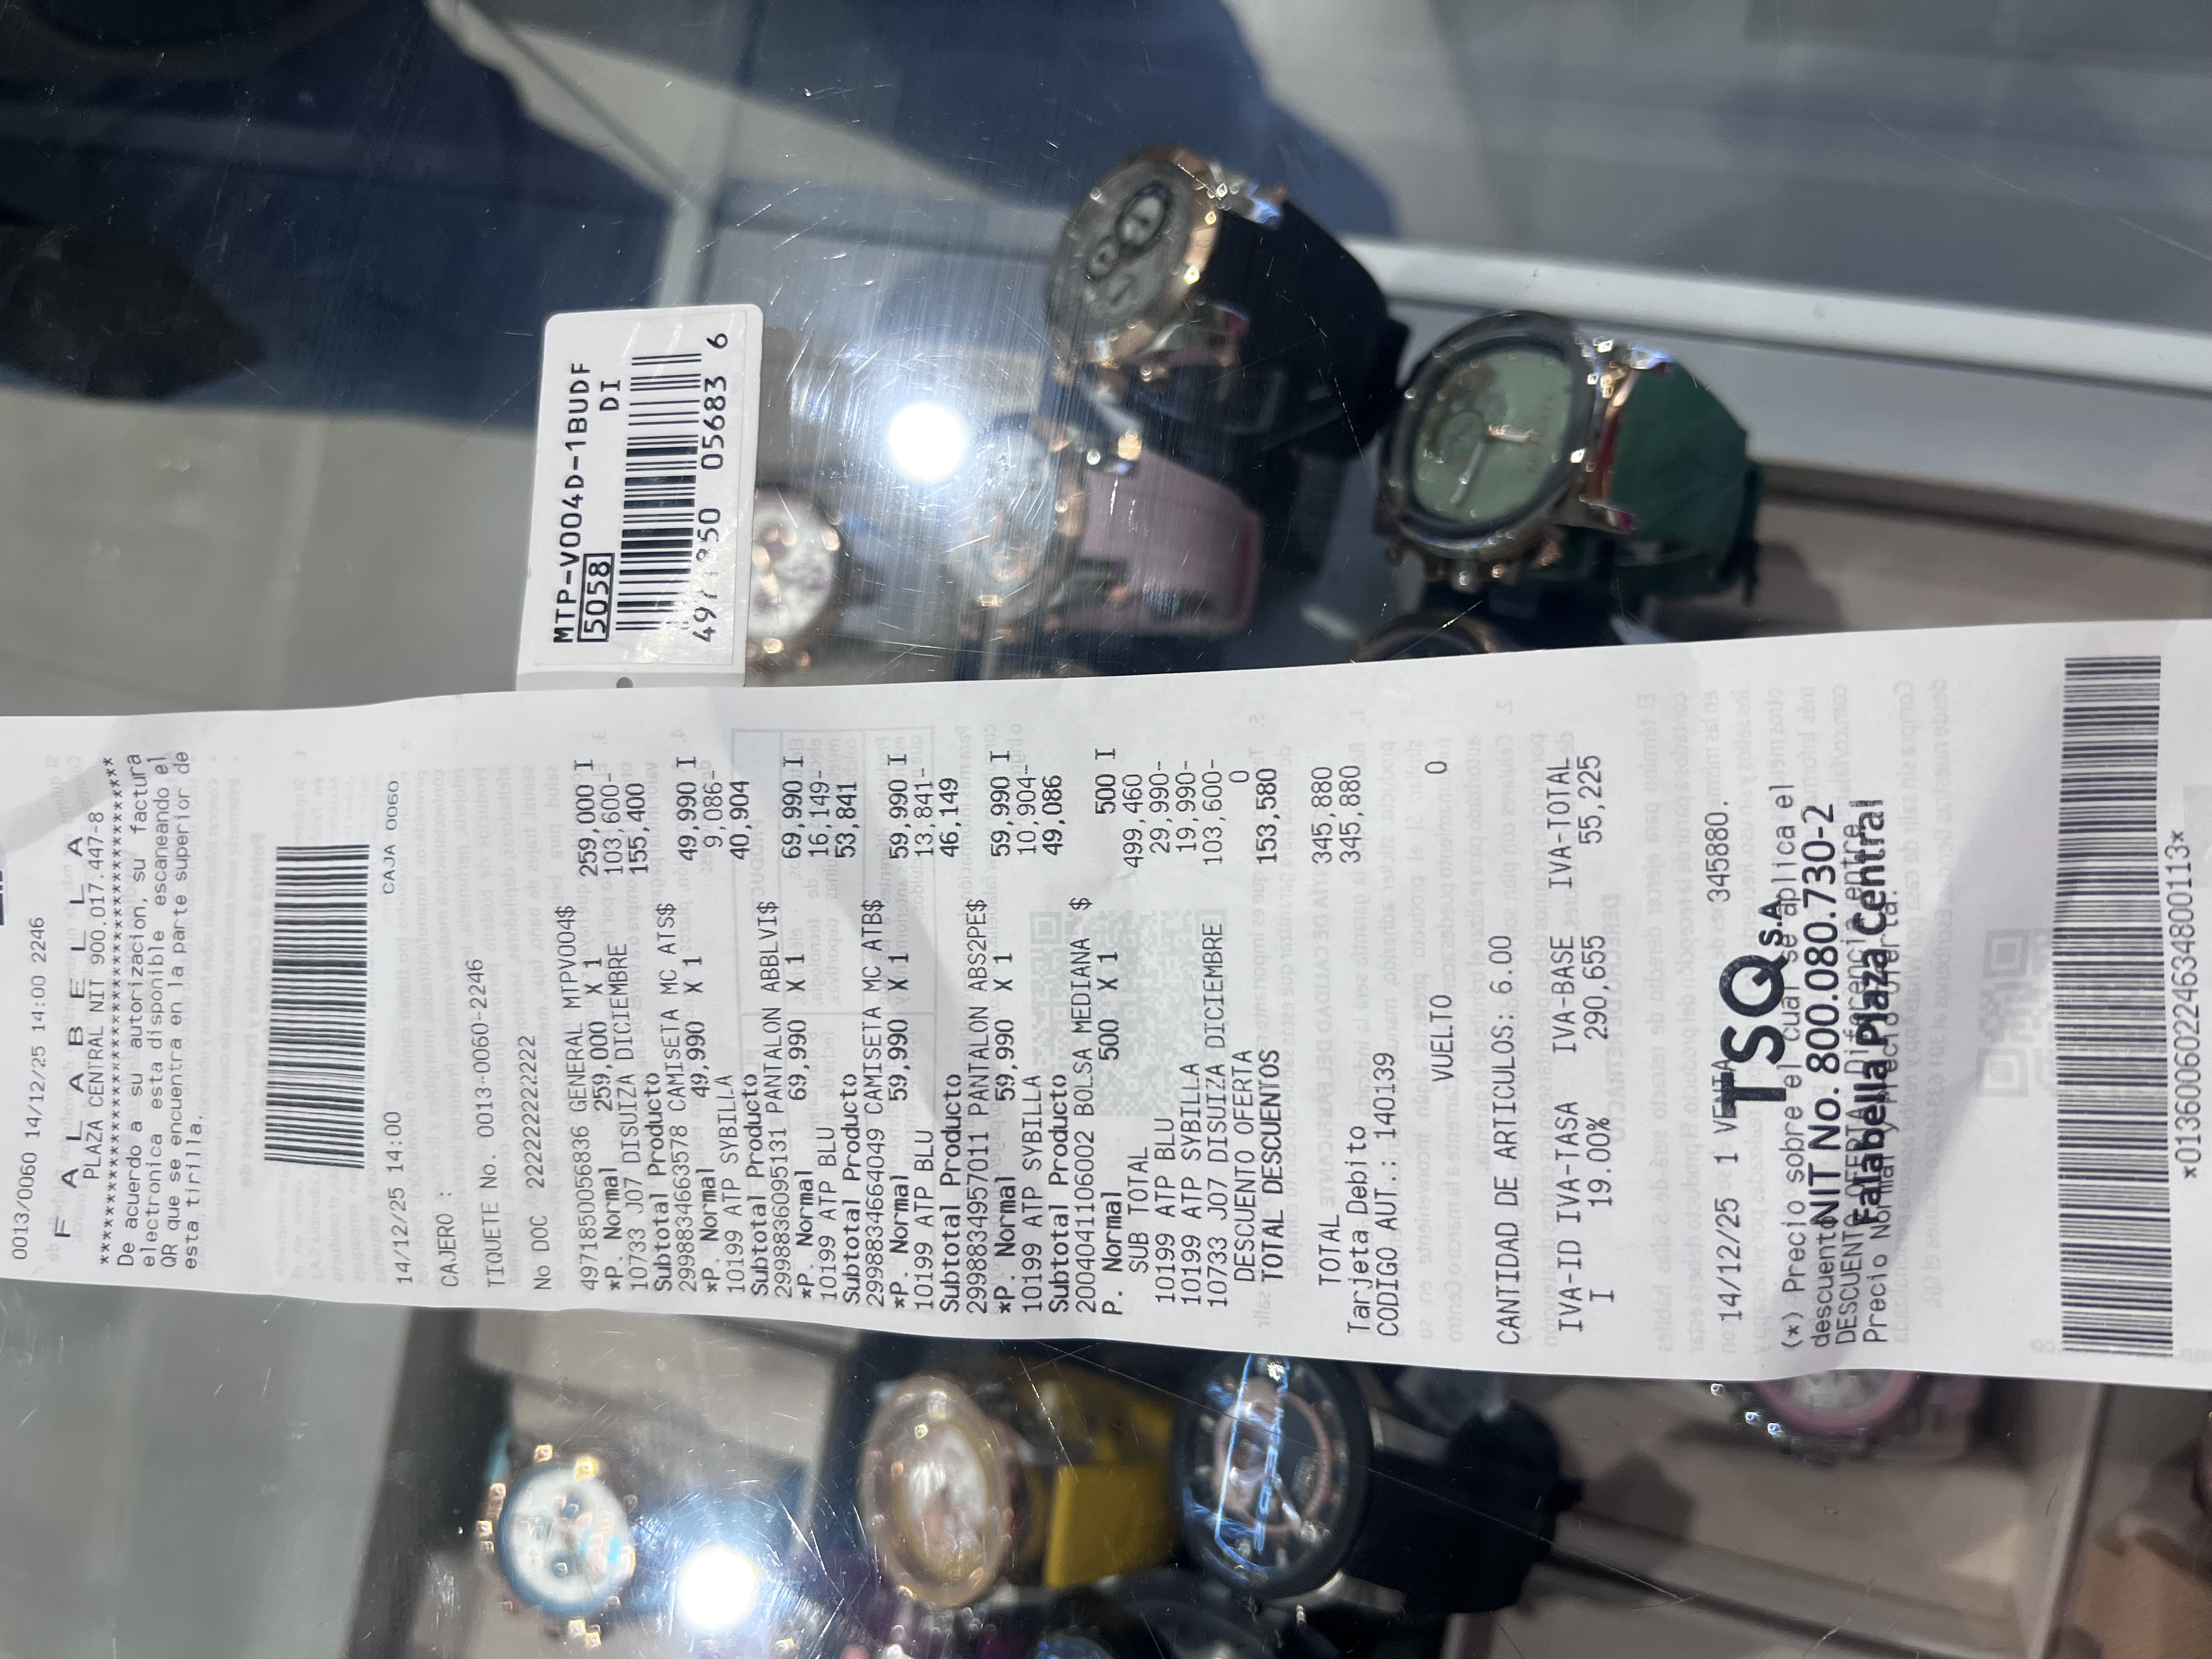 0013/0060 14/12/25 14:00 2246
F A L A B E L L A
PLAZA CENTRAL NIT 900.017.447-8
****************************************
De acuerdo a su autorizacion, su factura
electronica esta disponible escaneando el
QR que se encuentra en la parte superior de
esta tirilla.
14/12/25 14:00 CAJA 0060
CAJERO :
TIQUETE No. 0013-0060-2246
No DOC 222222222222
4971850056836 GENERAL MTPV004$
*P. Normal 259,000 X 1 259,000 I
10733 J07 DISUIZA DICIEMBRE 103,600-
Subtotal Producto 155,400
2998834663578 CAMISETA MC ATS$
*P. Normal 49,990 X 1 49,990 I
10199 ATP SYBILLA 9,086-
Subtotal Producto 40,904
2998836095131 PANTALON ABBLVI$
*P. Normal 69,990 X 1 69,990 I
10199 ATP BLU 16,149-
Subtotal Producto 53,841
2998834664049 CAMISETA MC ATB$
*P. Normal 59,990 X 1 59,990 I
10199 ATP BLU 13,841-
Subtotal Producto 46,149
2998834957011 PANTALON ABS2PE$
*P. Normal 59,990 X 1 59,990 I
10199 ATP SYBILLA 10,904-
Subtotal Producto 49,086
2004041106002 BOLSA MEDIANA $
P. Normal 500 X 1 500 I
SUB TOTAL 499,460
10199 ATP BLU 29,990-
10199 ATP SYBILLA 19,990-
10733 J07 DISUIZA DICIEMBRE 103,600-
DESCUENTO OFERTA 0
TOTAL DESCUENTOS 153,580
TOTAL 345,880
Tarjeta Debito 345,880
CODIGO AUT.: 140139
VUELTO 0
CANTIDAD DE ARTICULOS: 6.00
IVA-ID IVA-TASA IVA-BASE IVA-TOTAL
I 19.00% 290,655 55,225
14/12/25 1 VENTA 345880.
TSQ S.A.
(*) Precio sobre el cual se aplica el
descuento
NIT No. 800.080.730-2
DESCUENTO OFERTA Diferencia entre
Falabella Plaza Central
Precio Normal y Precio Oferta.
*013600600224634800113*
MTP-V004D-1BUDF
5058 DI
05683 6